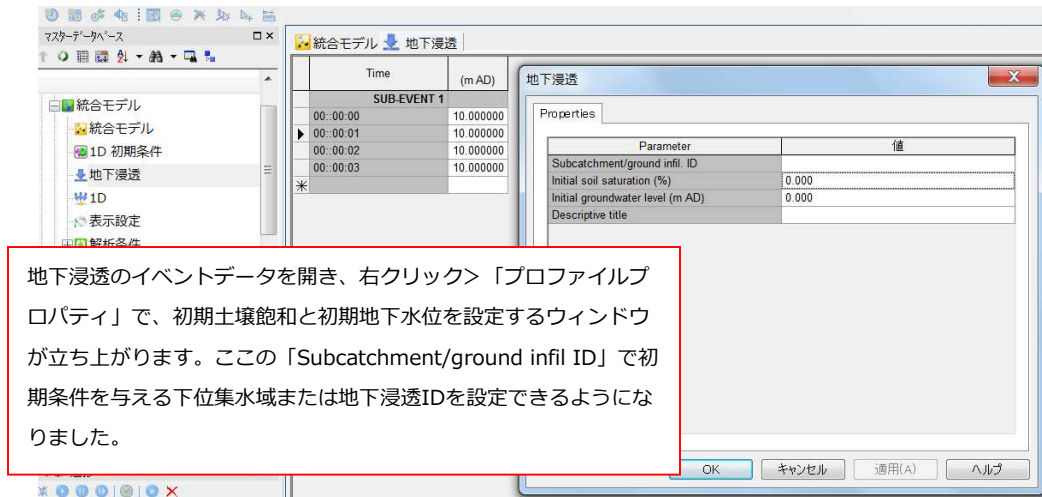 マスターデータベース
統合モデル
統合モデル
1D 初期条件
地下浸透
1D
表示設定
解析条件
統合モデル 地下浸透
Time (m AD)
SUB-EVENT 1
00::00:00 10.000000
00::00:01 10.000000
00::00:02 10.000000
00::00:03 10.000000
地下浸透
Properties
Parameter 値
Subcatchment/ground infil. ID
Initial soil saturation (%) 0.000
Initial groundwater level (m AD) 0.000
Descriptive title
OK キャンセル 適用(A) ヘルプ
地下浸透のイベントデータを開き、右クリック>「プロファイルプ
ロパティ」で、初期土壌飽和と初期地下水位を設定するウィンドウ
が立ち上がります。ここの「Subcatchment/ground infil ID」で初
期条件を与える下位集水域または地下浸透IDを設定できるようにな
りました。